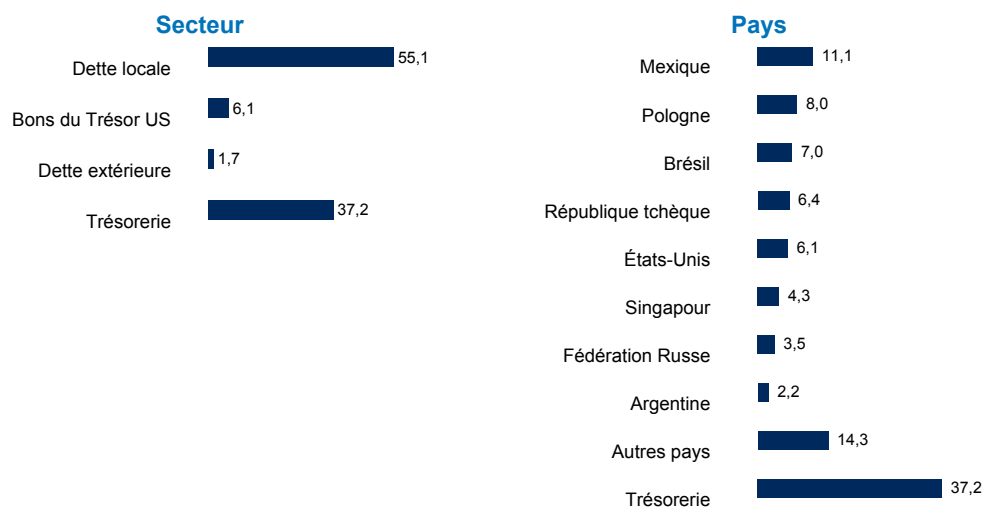 Secteur
Dette locale 55,1
Bons du Trésor US 6,1
Dette extérieure 1,7
Trésorerie 37,2
Pays
Mexique 11,1
Pologne 8,0
Brésil 7,0
République tchèque 6,4
États-Unis 6,1
Singapour 4,3
Fédération Russe 3,5
Argentine 2,2
Autres pays 14,3
Trésorerie 37,2